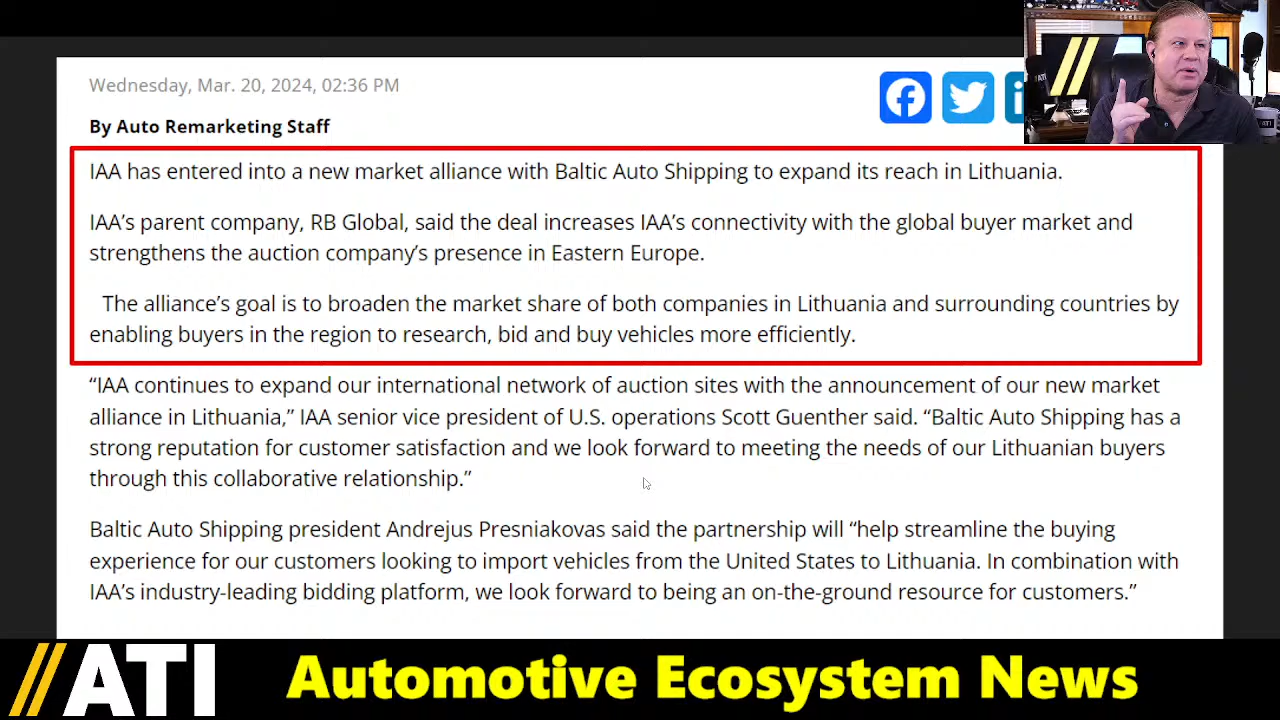 Wednesday, Mar. 20, 2024, 02:36 PM
By Auto Remarketing Staff
IAA has entered into a new market alliance with Baltic Auto Shipping to expand its reach in Lithuania.
IAA’s parent company, RB Global, said the deal increases IAA’s connectivity with the global buyer market and
strengthens the auction company’s presence in Eastern Europe.
The alliance’s goal is to broaden the market share of both companies in Lithuania and surrounding countries by
enabling buyers in the region to research, bid and buy vehicles more efficiently.
“IAA continues to expand our international network of auction sites with the announcement of our new market
alliance in Lithuania,” IAA senior vice president of U.S. operations Scott Guenther said. “Baltic Auto Shipping has a
strong reputation for customer satisfaction and we look forward to meeting the needs of our Lithuanian buyers
through this collaborative relationship.”
Baltic Auto Shipping president Andrejus Presniakovas said the partnership will “help streamline the buying
experience for our customers looking to import vehicles from the United States to Lithuania. In combination with
IAA’s industry-leading bidding platform, we look forward to being an on-the-ground resource for customers.”
//ATI Automotive Ecosystem News
ATI
ATI